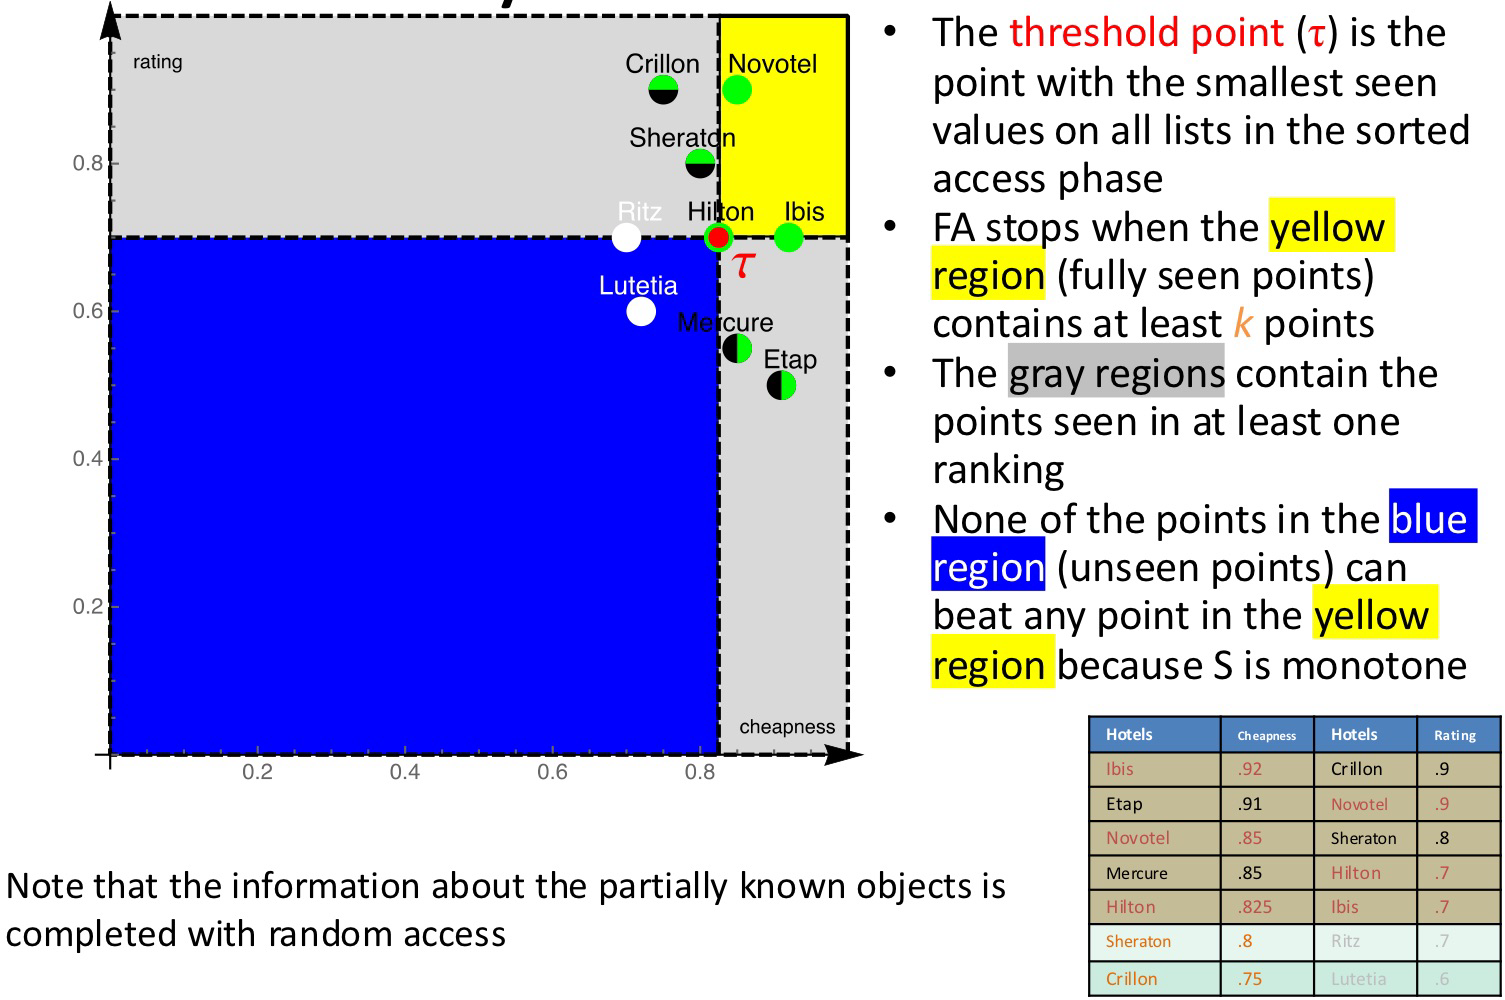 rating
Crillon
Novotel
Sheraton
Ritz
Hilton
Ibis
τ
Lutetia
Mercure
Etap
0.8
0.6
0.4
0.2
cheapness
0.2
0.4
0.6
0.8
• The threshold point (τ) is the
point with the smallest seen
values on all lists in the sorted
access phase
• FA stops when the yellow
region (fully seen points)
contains at least k points
• The gray regions contain the
points seen in at least one
ranking
• None of the points in the blue
region (unseen points) can
beat any point in the yellow
region because S is monotone
Hotels Cheapness Hotels Rating
Ibis .92 Crillon .9
Etap .91 Novotel .9
Novotel .85 Sheraton .8
Mercure .85 Hilton .7
Hilton .825 Ibis .7
Sheraton .8 Ritz .7
Crillon .75 Lutetia .6
Note that the information about the partially known objects is
completed with random access